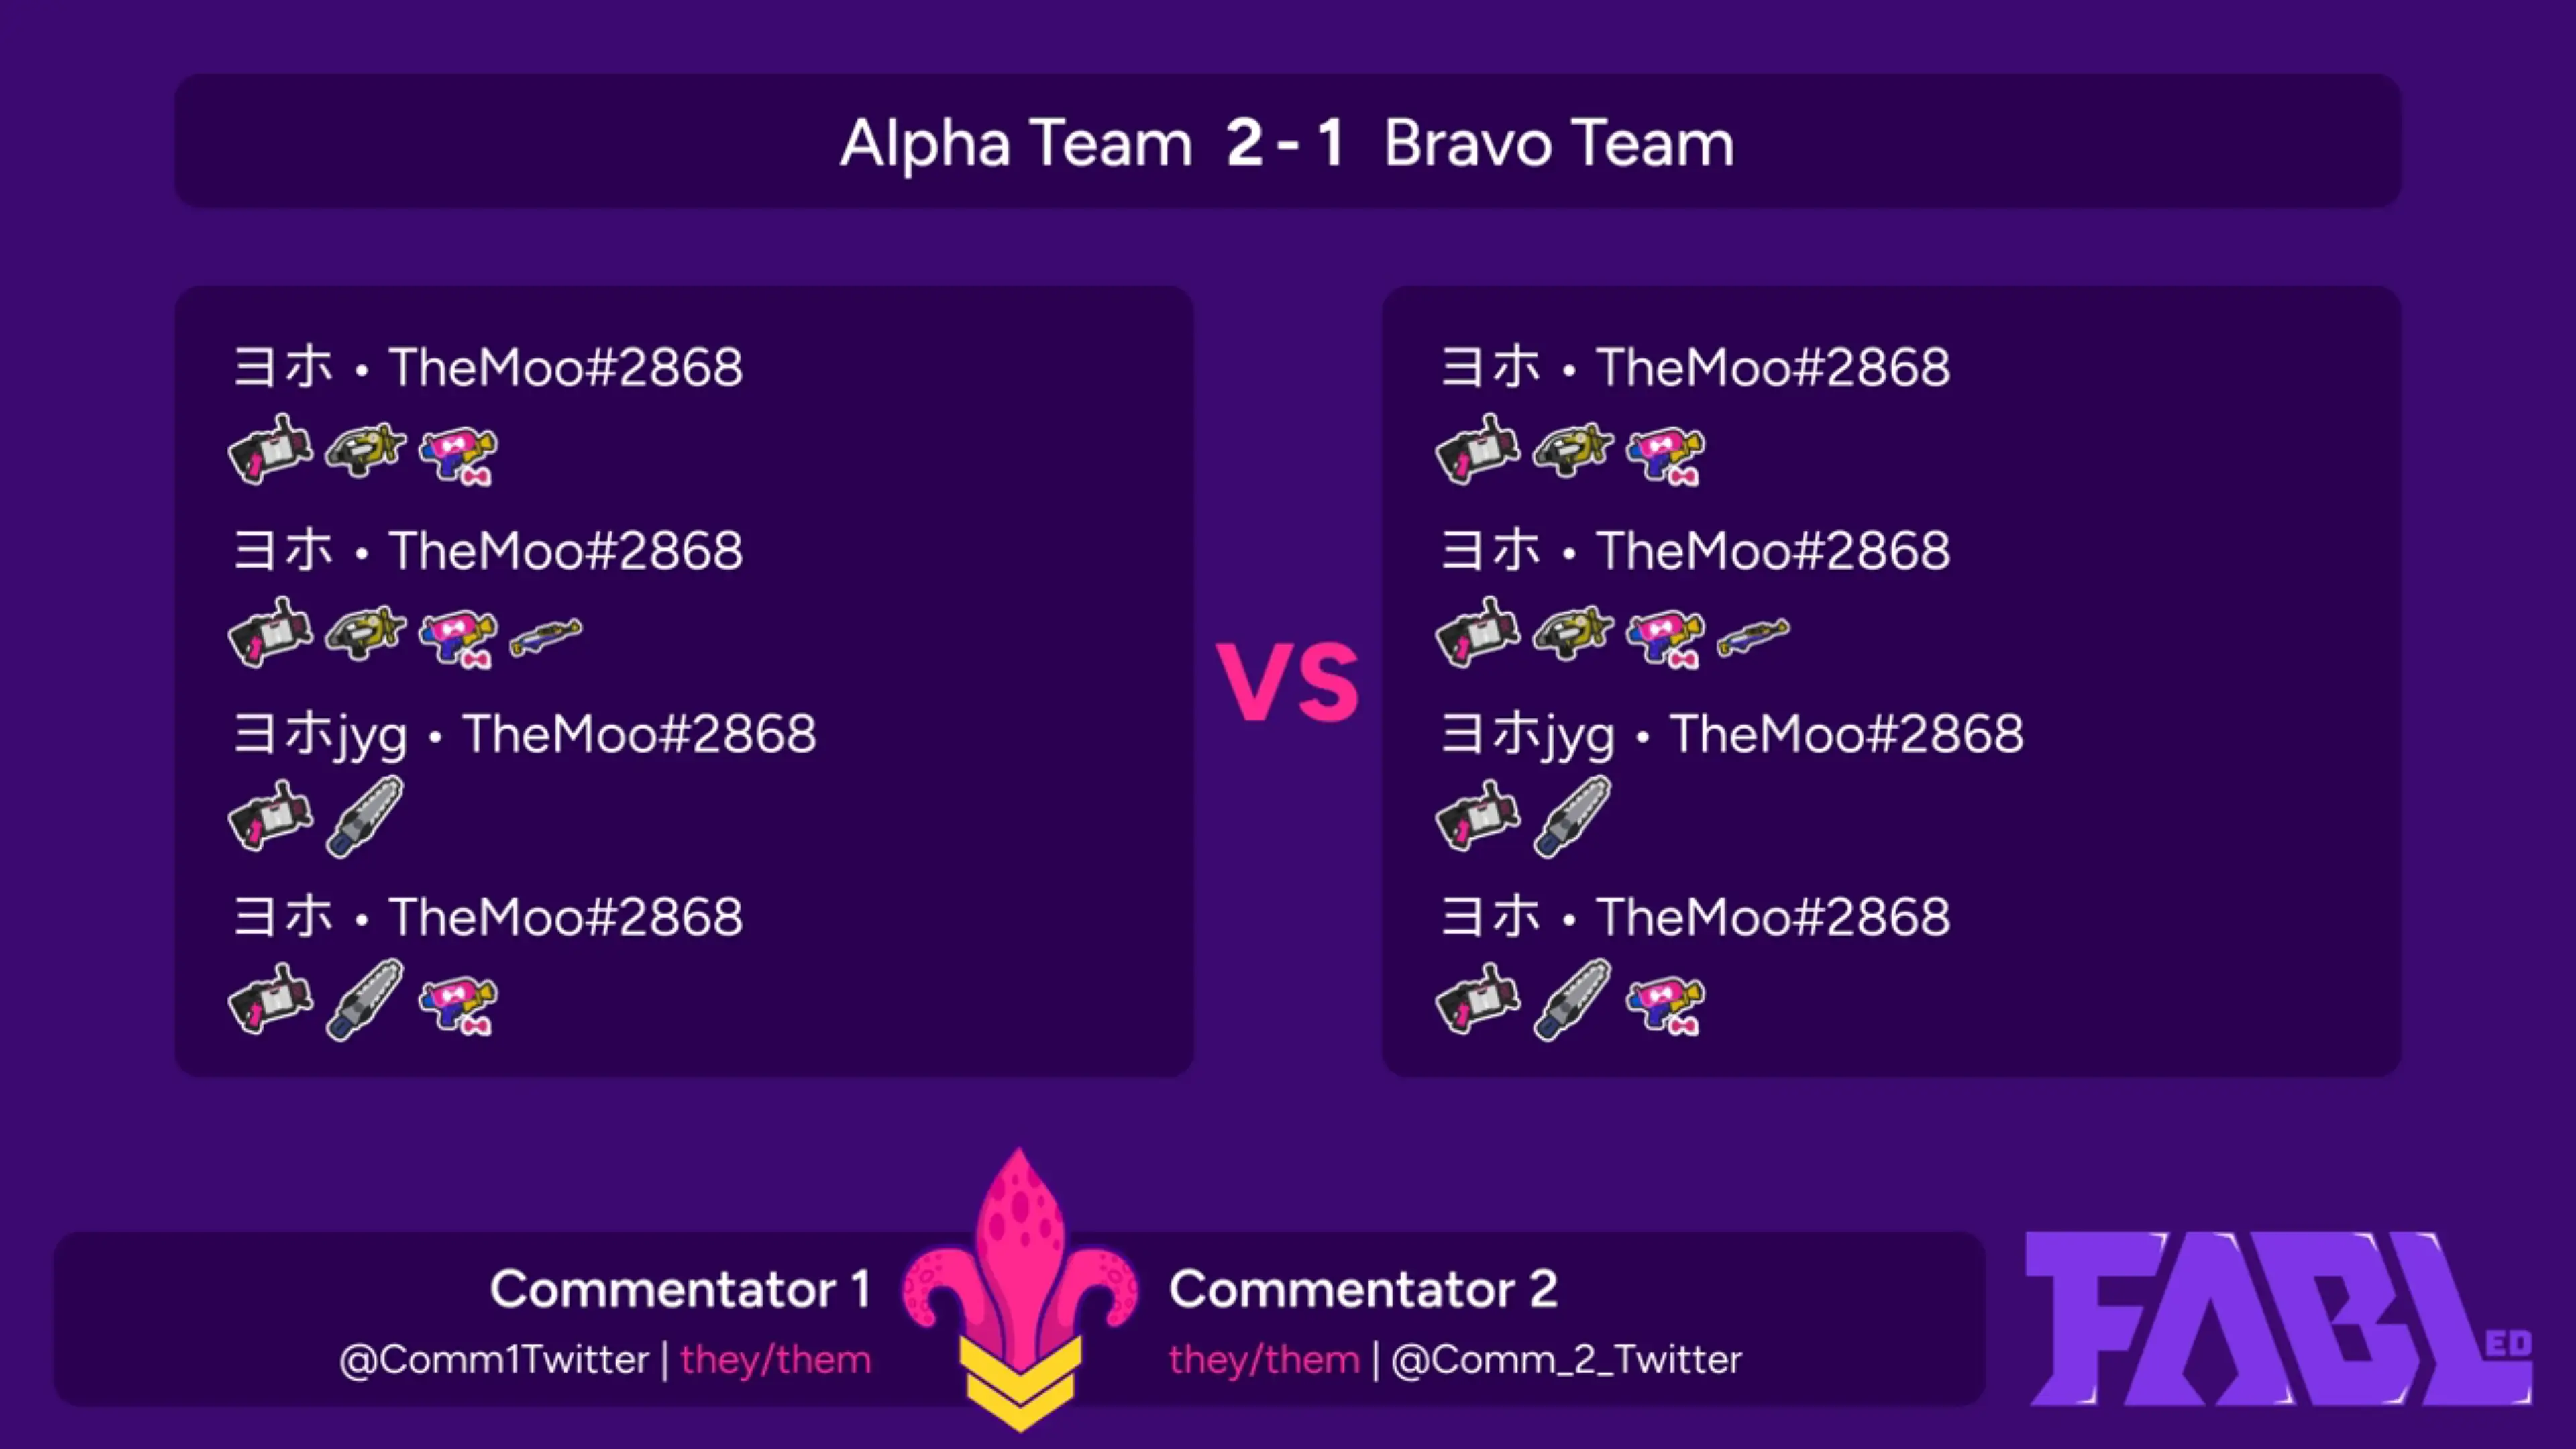 Alpha Team 2 - 1 Bravo Team
ヨホ • TheMoo#2868
ヨホ • TheMoo#2868
ヨホjyg • TheMoo#2868
ヨホ • TheMoo#2868
VS
ヨホ • TheMoo#2868
ヨホ • TheMoo#2868
ヨホjyg • TheMoo#2868
ヨホ • TheMoo#2868
Commentator 1
@Comm1Twitter | they/them
Commentator 2
they/them | @Comm_2_Twitter
FABLED